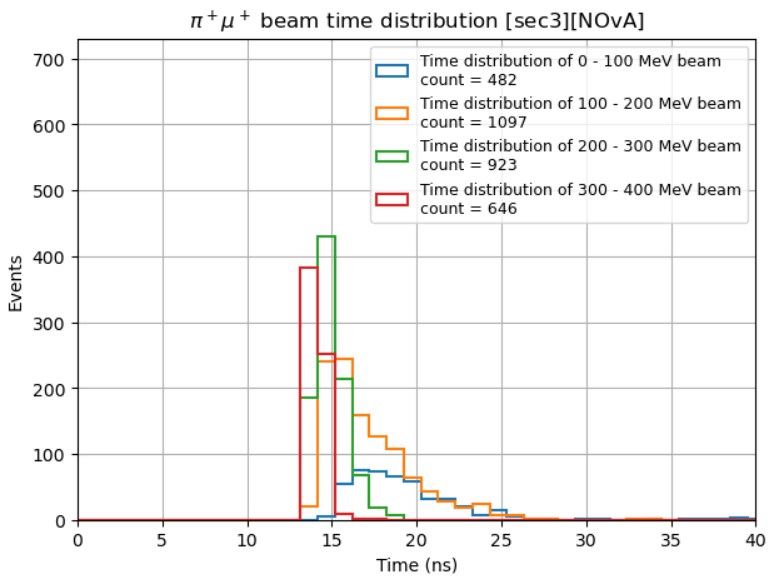 π⁺μ⁺ beam time distribution [sec3][NOvA]
Time distribution of 0 - 100 MeV beam
count = 482
Time distribution of 100 - 200 MeV beam
count = 1097
Time distribution of 200 - 300 MeV beam
count = 923
Time distribution of 300 - 400 MeV beam
count = 646
700
600
500
400
300
200
100
0
Events
0 5 10 15 20 25 30 35 40
Time (ns)